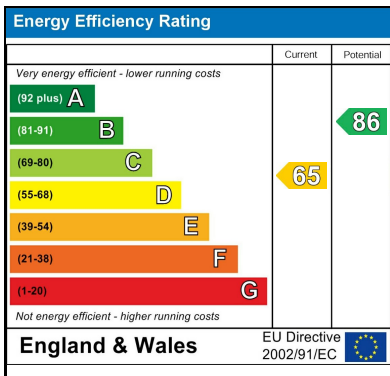 Energy Efficiency Rating
Current Potential
Very energy efficient - lower running costs
(92 plus) A
(81-91) B
86
(69-80) C
65
(55-68) D
(39-54) E
(21-38) F
(1-20) G
Not energy efficient - higher running costs
England & Wales
EU Directive
2002/91/EC